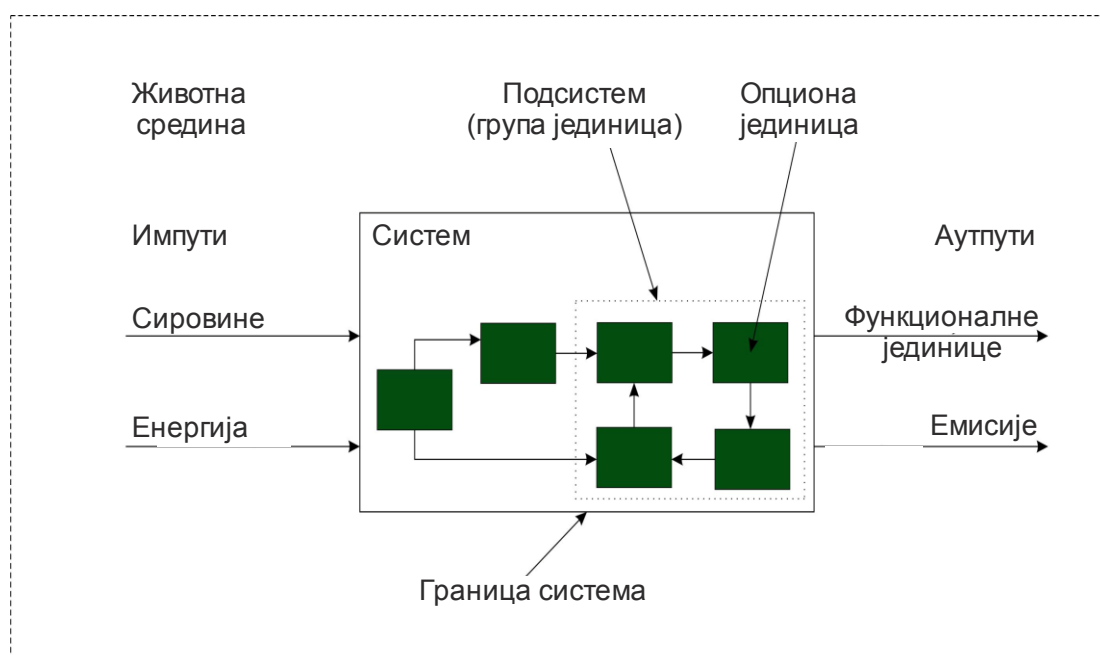 Животна
средина
Подсистем
(група јединица)
Опциона
јединица
Импути
Систем
Аутпути
Сировине
Функционалне
јединице
Енергија
Емисије
Граница система